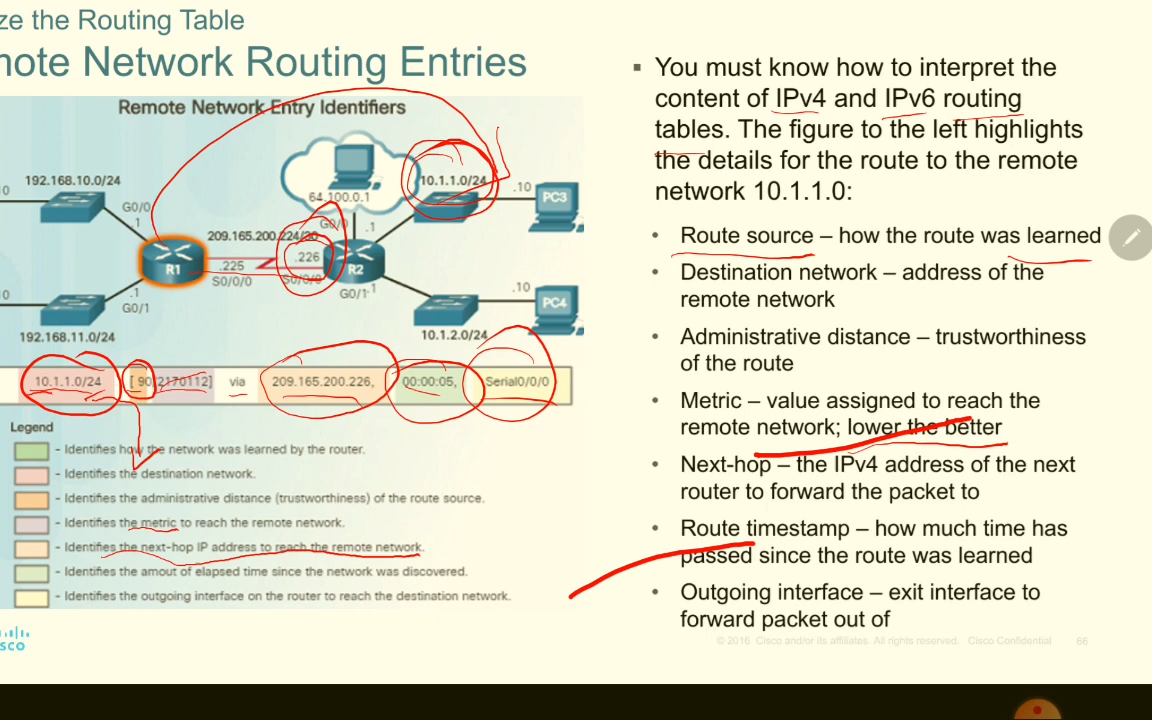 ze the Routing Table
mote Network Routing Entries
Remote Network Entry Identifiers
192.168.10.0/24
10.1.1.0/24
64.100.0.1
.10
PC3
G0/0
.1
G0/0
.1
209.165.200.224/30
.226
R1
.225
R2
S0/0/0
S0/0/0
G0/1
.1
.10
PC4
.1
G0/1
192.168.11.0/24
10.1.2.0/24
10.1.1.0/24 [ 90/2170112] via 209.165.200.226, 00:00:05, Serial0/0/0
Legend
- Identifies how the network was learned by the router.
- Identifies the destination network.
- Identifies the administrative distance (trustworthiness) of the route source.
- Identifies the metric to reach the remote network.
- Identifies the next-hop IP address to reach the remote network.
- Identifies the amout of elapsed time since the network was discovered.
- Identifies the outgoing interface on the router to reach the destination network.
sco
▪ You must know how to interpret the
content of IPv4 and IPv6 routing
tables. The figure to the left highlights
the details for the route to the remote
network 10.1.1.0:
• Route source – how the route was learned
• Destination network – address of the
remote network
• Administrative distance – trustworthiness
of the route
• Metric – value assigned to reach the
remote network; lower the better
• Next-hop – the IPv4 address of the next
router to forward the packet to
• Route timestamp – how much time has
passed since the route was learned
• Outgoing interface – exit interface to
forward packet out of
© 2016 Cisco and/or its affiliates. All rights reserved. Cisco Confidential 66